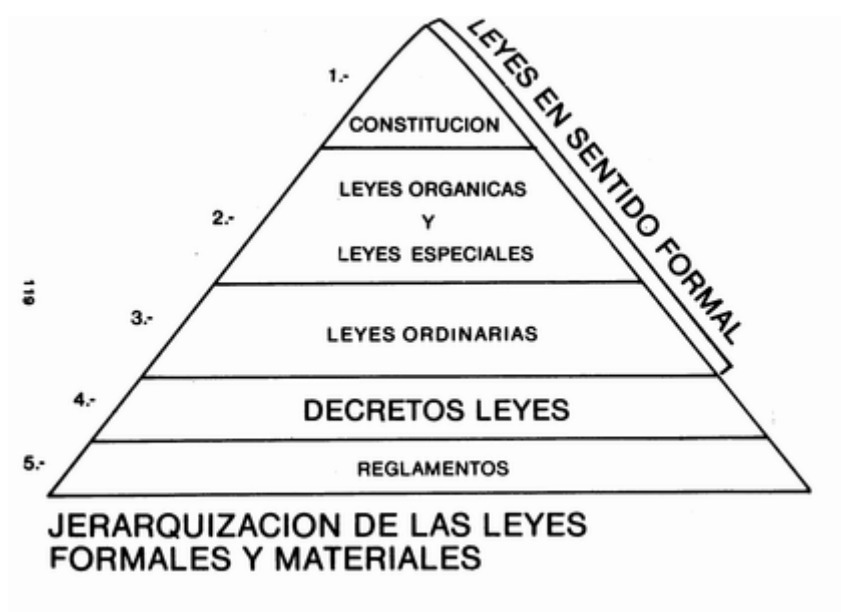 LEYES EN SENTIDO FORMAL
1.-
CONSTITUCION
2.-
LEYES ORGANICAS
Y
LEYES ESPECIALES
119
3.-
LEYES ORDINARIAS
4.-
DECRETOS LEYES
5.-
REGLAMENTOS
JERARQUIZACION DE LAS LEYES
FORMALES Y MATERIALES